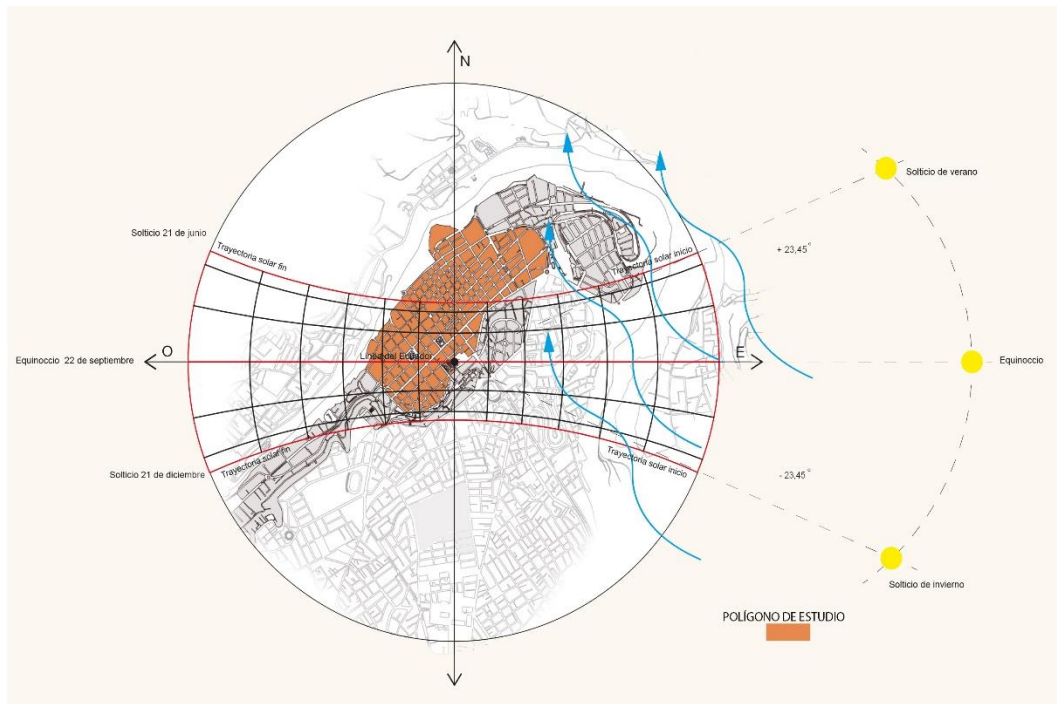 N
Solticio de verano
Solticio 21 de junio
Trayectoria solar fin
Trayectoria solar inicio
+ 23,45°
Equinoccio 22 de septiembre
O
Línea del Ecuador
E
Equinoccio
Solticio 21 de diciembre
Trayectoria solar fin
Trayectoria solar inicio
- 23,45°
Solticio de invierno
POLÍGONO DE ESTUDIO